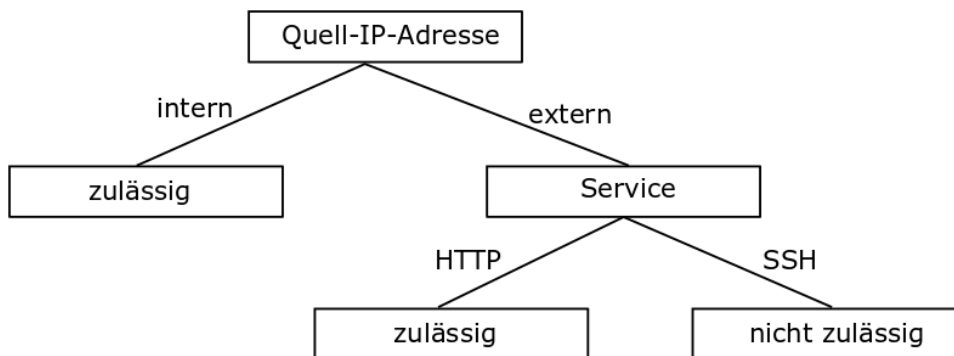 Quell-IP-Adresse
intern
extern
zulässig
Service
HTTP
SSH
zulässig
nicht zulässig